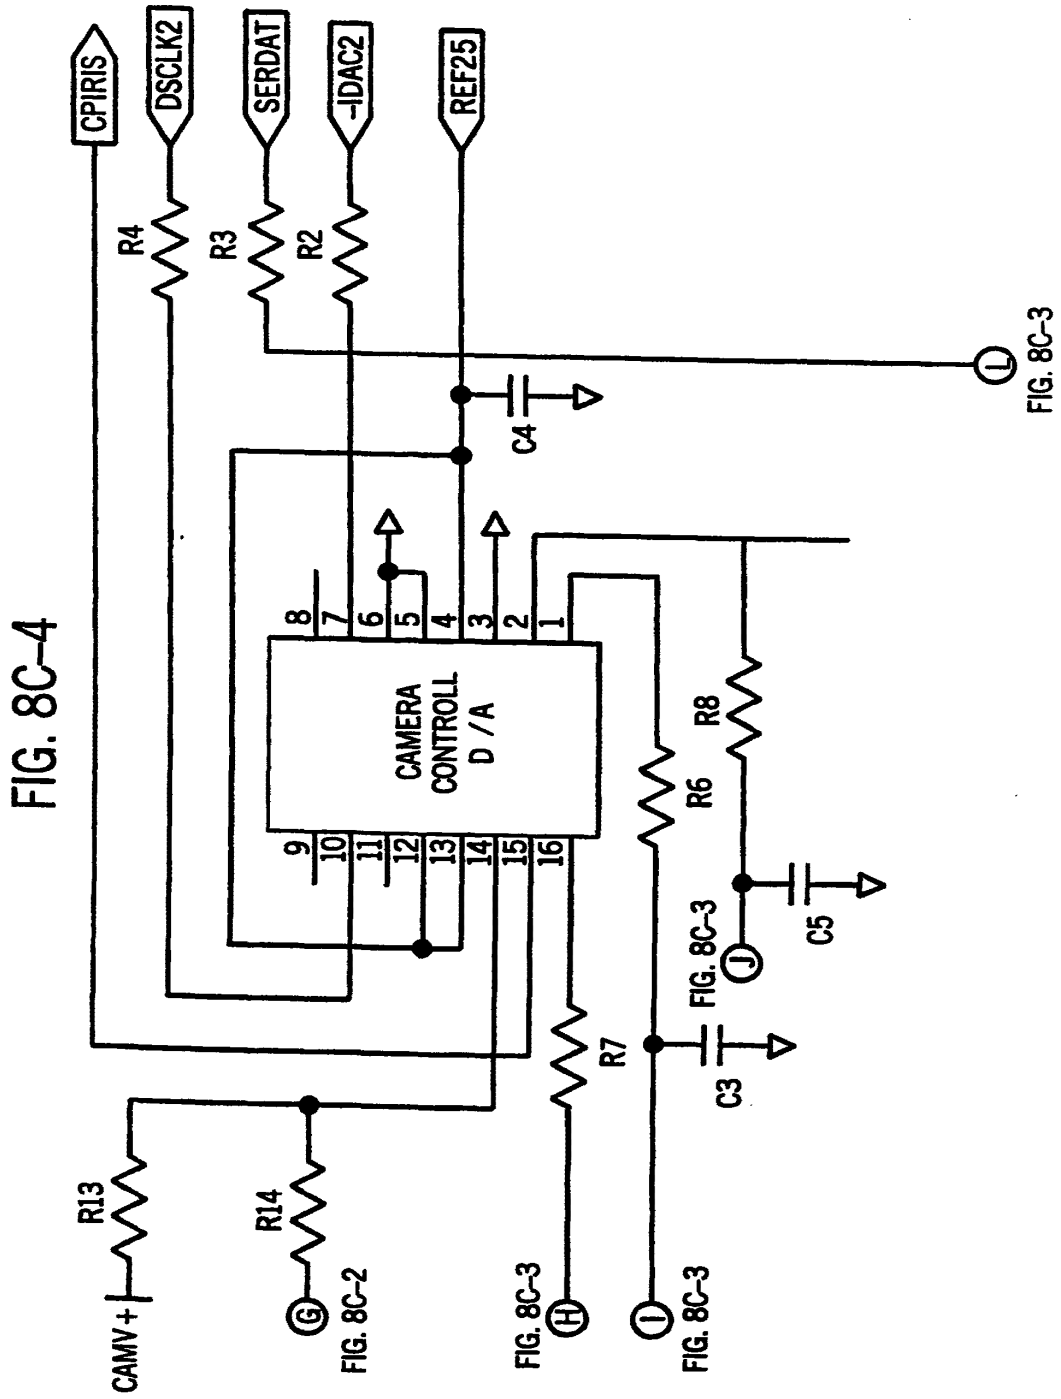 FIG. 8C-4
CPIRIS
DSCLK2
SERDAT
-IDAC2
REF25
R4
R3
R2
C4
L
FIG. 8C-3
8
7
6
5
4
3
2
1
CAMERA
CONTROLL
D/A
9
10
11
12
13
14
15
16
R8
R6
C5
FIG. 8C-3
J
R7
C3
R13
CAMV+
R14
G
FIG. 8C-2
FIG. 8C-3
H
I
FIG. 8C-3